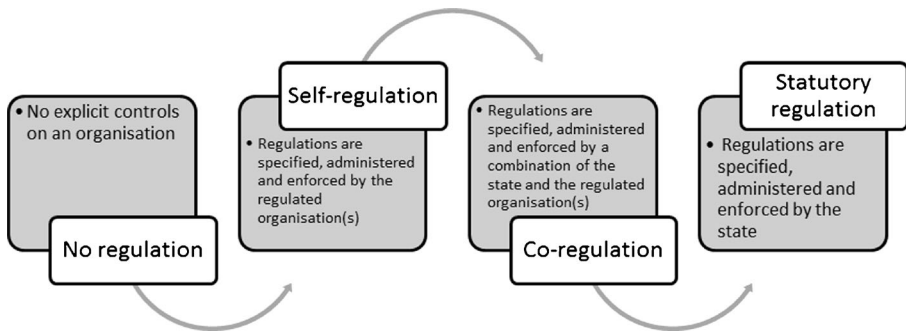 • No explicit controls
on an organisation
No regulation
Self-regulation
• Regulations are
specified, administered
and enforced by the
regulated
organisation(s)
• Regulations are
specified, administered
and enforced by a
combination of the
state and the regulated
organisation(s)
Co-regulation
Statutory
regulation
• Regulations are
specified,
administered and
enforced by the
state